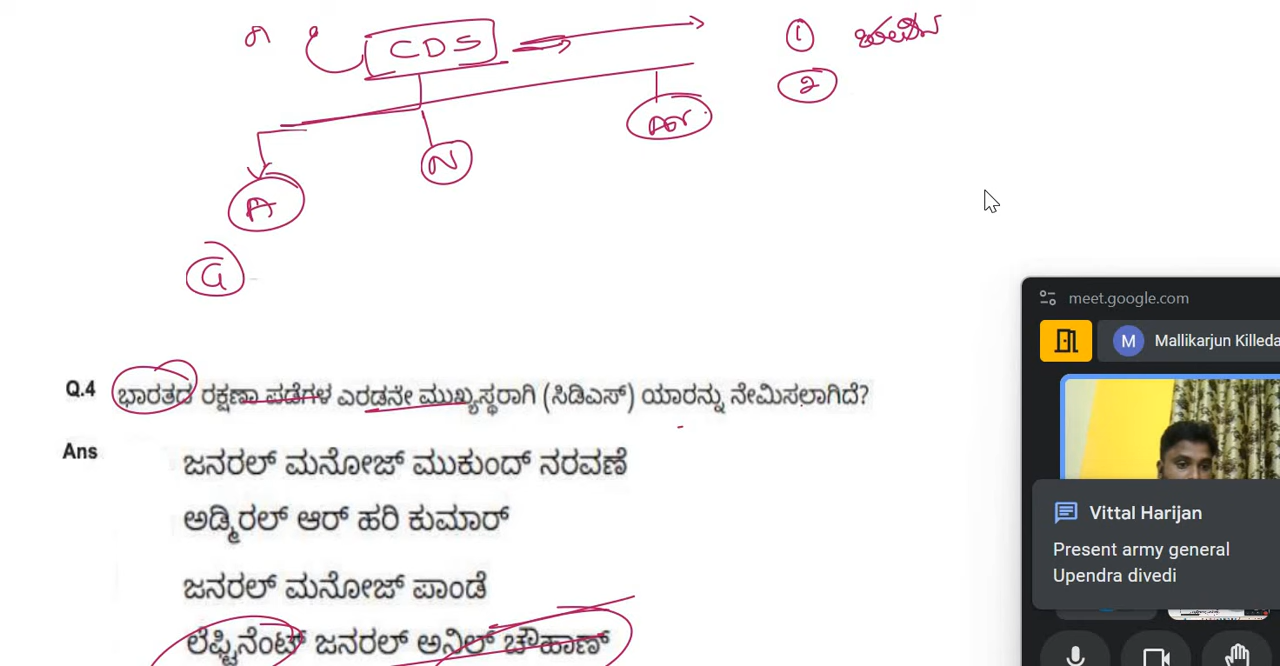 CDS
1
2
N
A
G
meet.google.com
M Mallikarjun Killeda
Q.4 ಭಾರತದ ರಕ್ಷಣಾ ಪಡೆಗಳ ಎರಡನೇ ಮುಖ್ಯಸ್ಥರಾಗಿ (ಸಿಡಿಎಸ್) ಯಾರನ್ನು ನೇಮಿಸಲಾಗಿದೆ?
Ans
ಜನರಲ್ ಮನೋಜ್ ಮುಕುಂದ್ ನರವಣೆ
ಅಡ್ಮಿರಲ್ ಆರ್ ಹರಿ ಕುಮಾರ್
ಜನರಲ್ ಮನೋಜ್ ಪಾಂಡೆ
ಲೆಫ್ಟಿನೆಂಟ್ ಜನರಲ್ ಅನಿಲ್ ಚೌಹಾಣ್
Vittal Harijan
Present army general
Upendra divedi